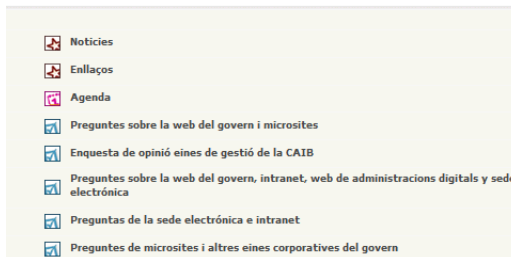 Noticies
Enllaços
Agenda
Preguntes sobre la web del govern i microsites
Enquesta de opinió eines de gestió de la CAIB
Preguntes sobre la web del govern, intranet, web de administracions digitals y sede
electrónica
Preguntas de la sede electrónica e intranet
Preguntes de microsites i altres eines corporatives del govern